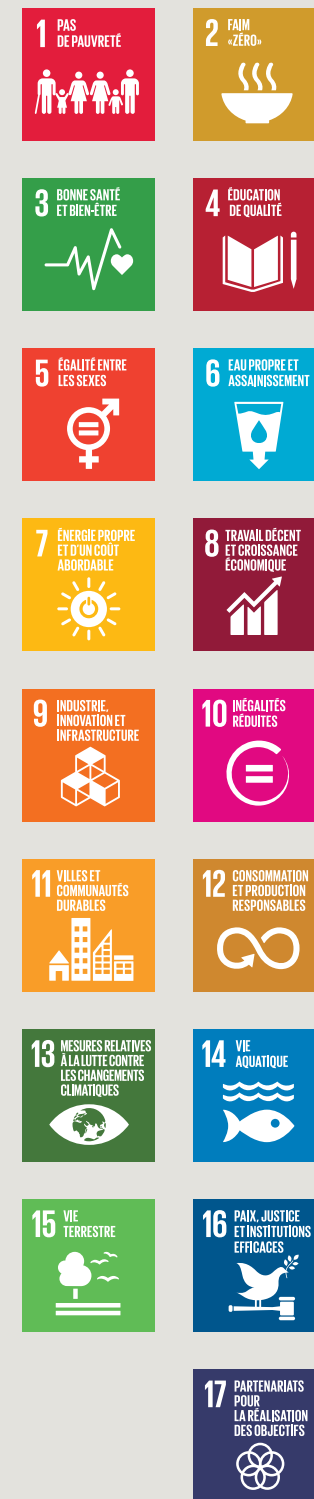 1 PAS
DE PAUVRETÉ
2 FAIM
«ZÉRO»
3 BONNE SANTÉ
ET BIEN-ÊTRE
4 ÉDUCATION
DE QUALITÉ
5 ÉGALITÉ ENTRE
LES SEXES
6 EAU PROPRE ET
ASSAINISSEMENT
7 ÉNERGIE PROPRE
ET D'UN COÛT
ABORDABLE
8 TRAVAIL DÉCENT
ET CROISSANCE
ÉCONOMIQUE
9 INDUSTRIE,
INNOVATION ET
INFRASTRUCTURE
10 INÉGALITÉS
RÉDUITES
11 VILLES ET
COMMUNAUTÉS
DURABLES
12 CONSOMMATION
ET PRODUCTION
RESPONSABLES
13 MESURES RELATIVES
À LA LUTTE CONTRE
LES CHANGEMENTS
CLIMATIQUES
14 VIE
AQUATIQUE
15 VIE
TERRESTRE
16 PAIX, JUSTICE
ET INSTITUTIONS
EFFICACES
17 PARTENARIATS
POUR
LA RÉALISATION
DES OBJECTIFS